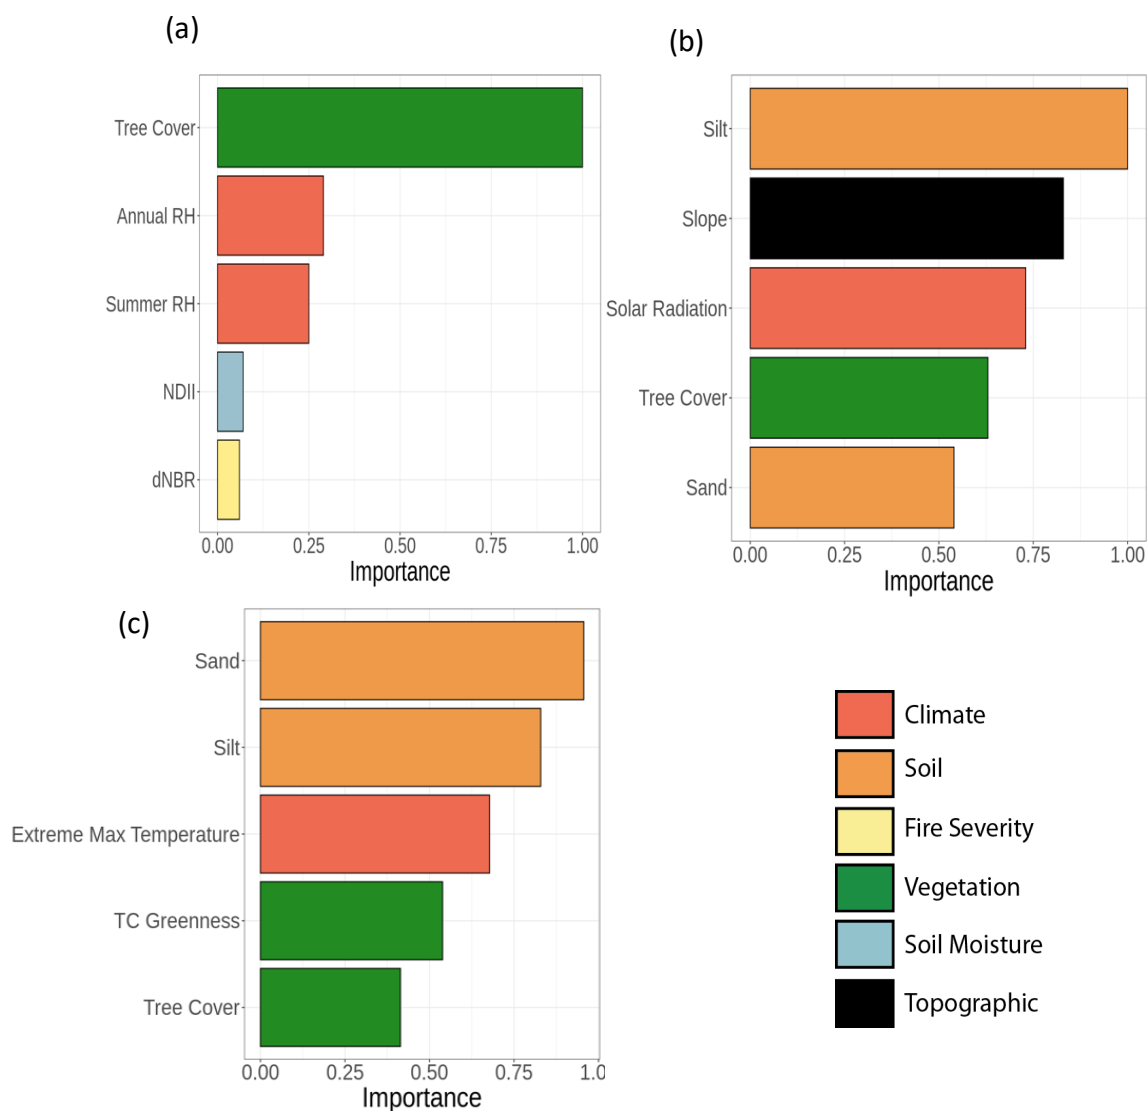 (a)
Tree Cover
Annual RH
Summer RH
NDII
dNBR
0.00 0.25 0.50 0.75 1.00
Importance
(b)
Silt
Slope
Solar Radiation
Tree Cover
Sand
0.00 0.25 0.50 0.75 1.00
Importance
(c)
Sand
Silt
Extreme Max Temperature
TC Greenness
Tree Cover
0.00 0.25 0.50 0.75 1.0
Importance
Climate
Soil
Fire Severity
Vegetation
Soil Moisture
Topographic